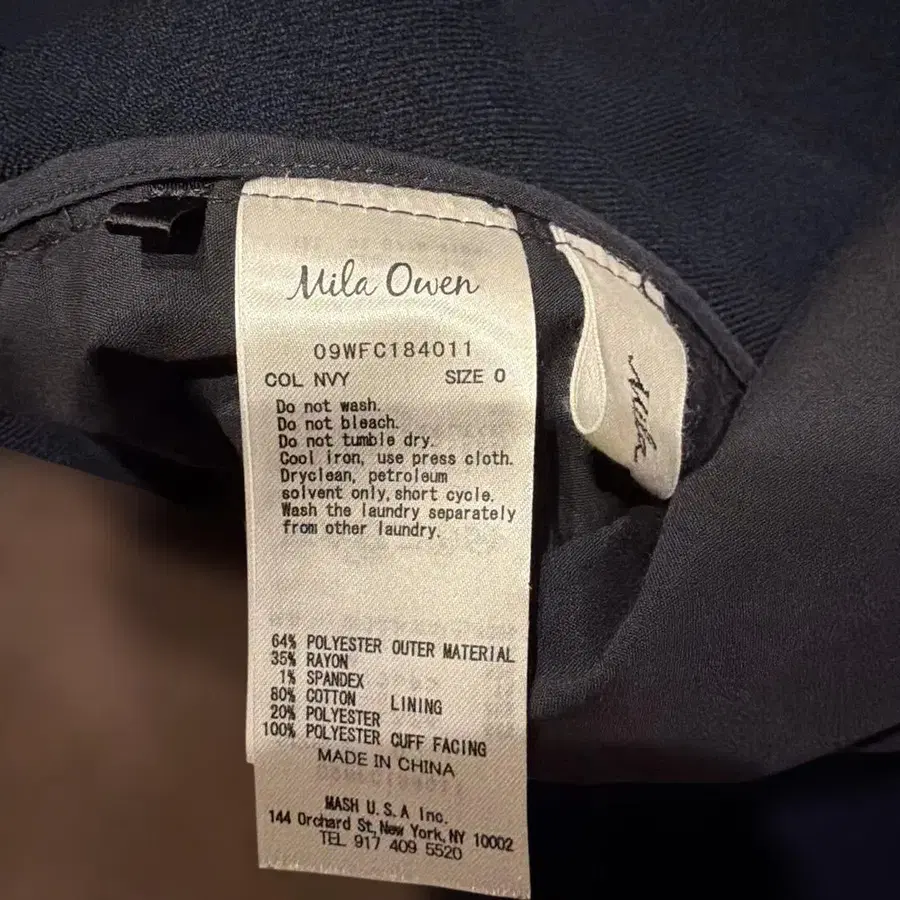 Mila Owen
09WFC184011
COL NVY SIZE 0
Do not wash.
Do not bleach.
Do not tumble dry.
Cool iron, use press cloth.
Dryclean, petroleum
solvent only, short cycle.
Wash the laundry separately
from other laundry.
64% POLYESTER OUTER MATERIAL
35% RAYON
1% SPANDEX
80% COTTON LINING
20% POLYESTER
100% POLYESTER CUFF FACING
MADE IN CHINA
MASH U.S.A Inc.
144 Orchard St, New York, NY 10002
TEL 917 409 5520
Mila